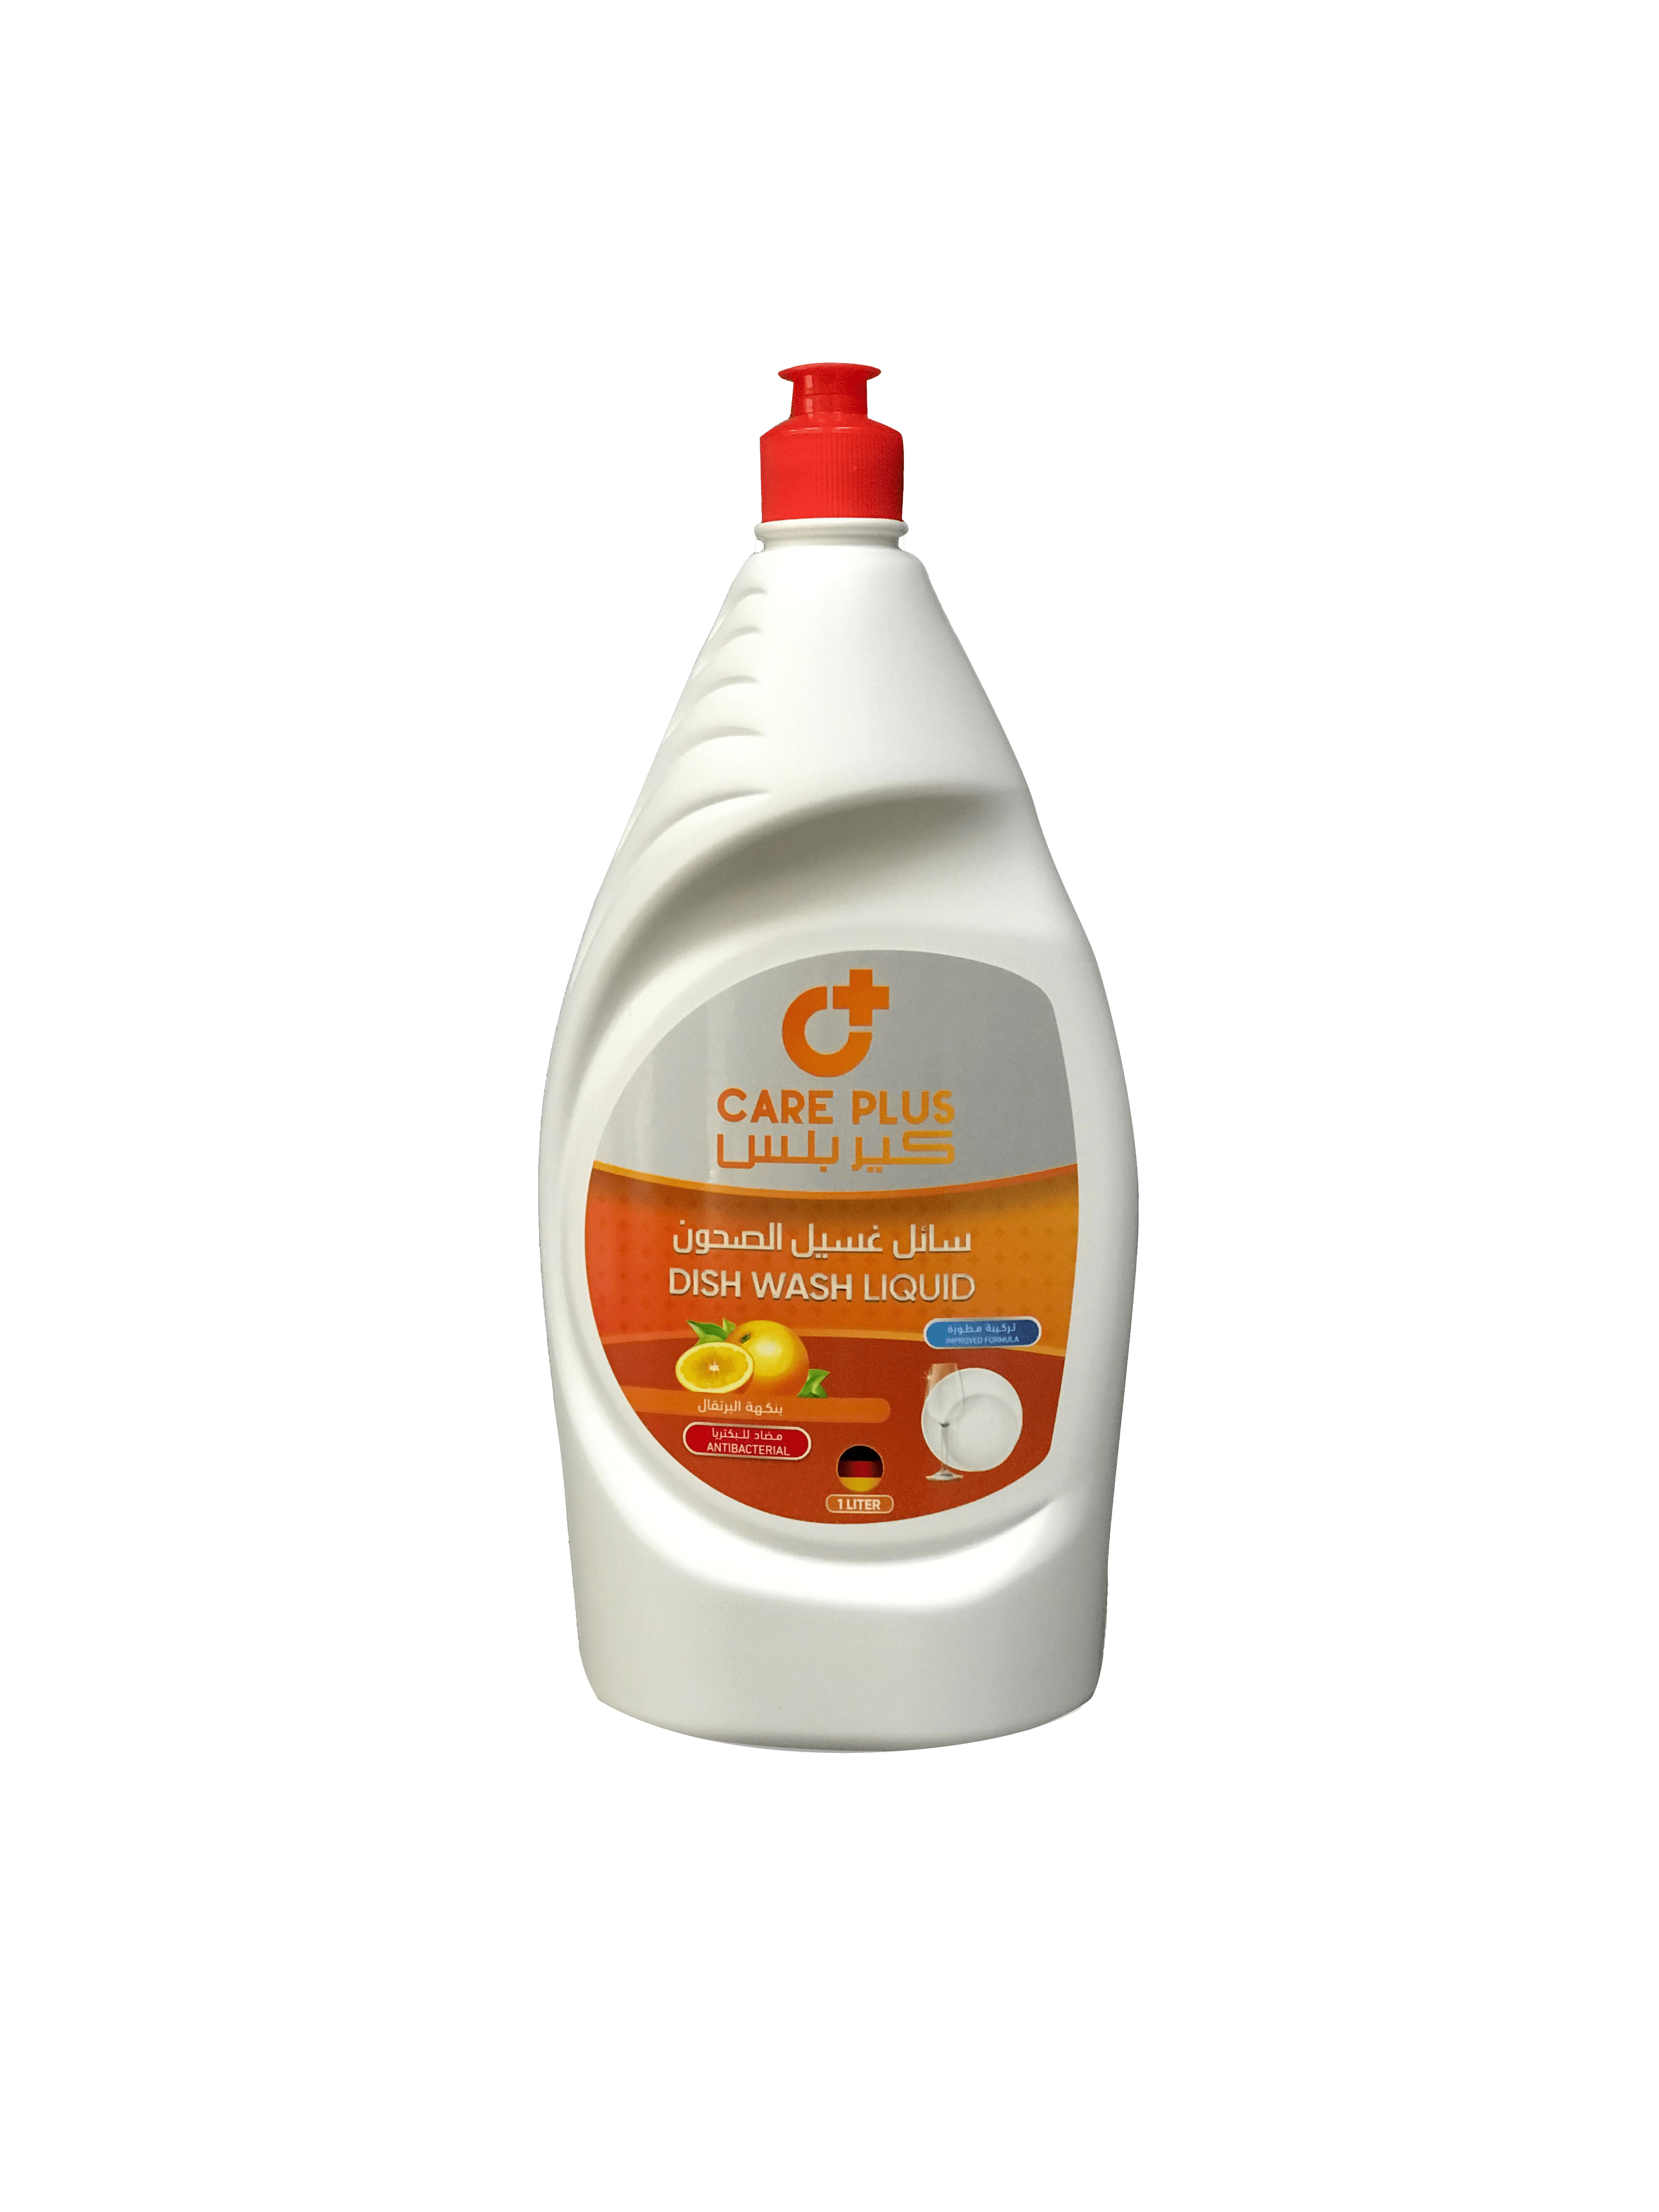 CARE PLUS
كير بلس
سائل غسيل الصحون
DISH WASH LIQUID
تركيبة مطورة
IMPROVED FORMULA
بنكهة البرتقال
مضاد للبكتريا
ANTIBACTERIAL
1 LITER